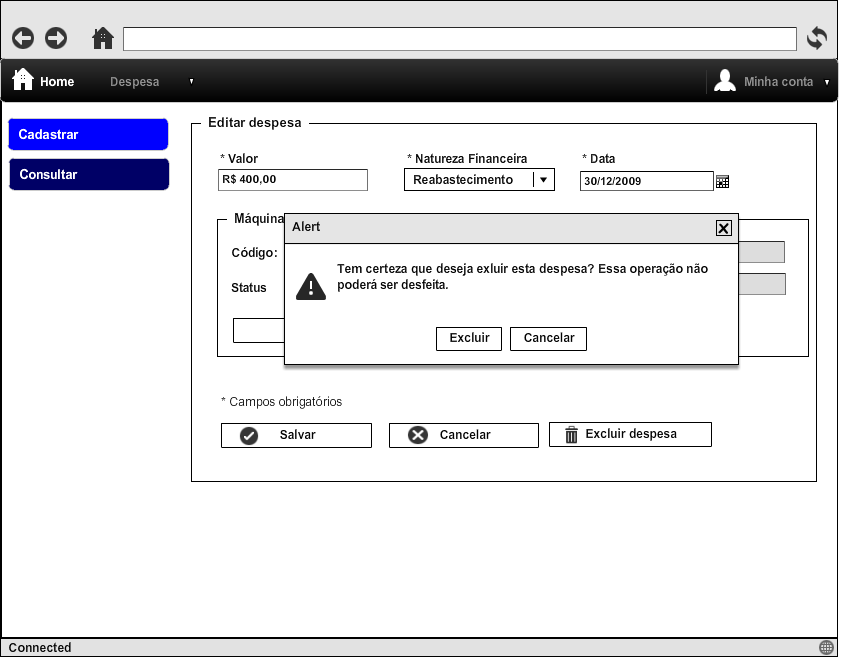 Home
Despesa
Minha conta
Cadastrar
Consultar
Editar despesa
* Valor
* Natureza Financeira
* Data
R$ 400,00
Reabastecimento
30/12/2009
Máquina
Alert
Código:
Tem certeza que deseja exluir esta despesa? Essa operação não
poderá ser desfeita.
Status
Excluir
Cancelar
* Campos obrigatórios
Salvar
Cancelar
Excluir despesa
Connected